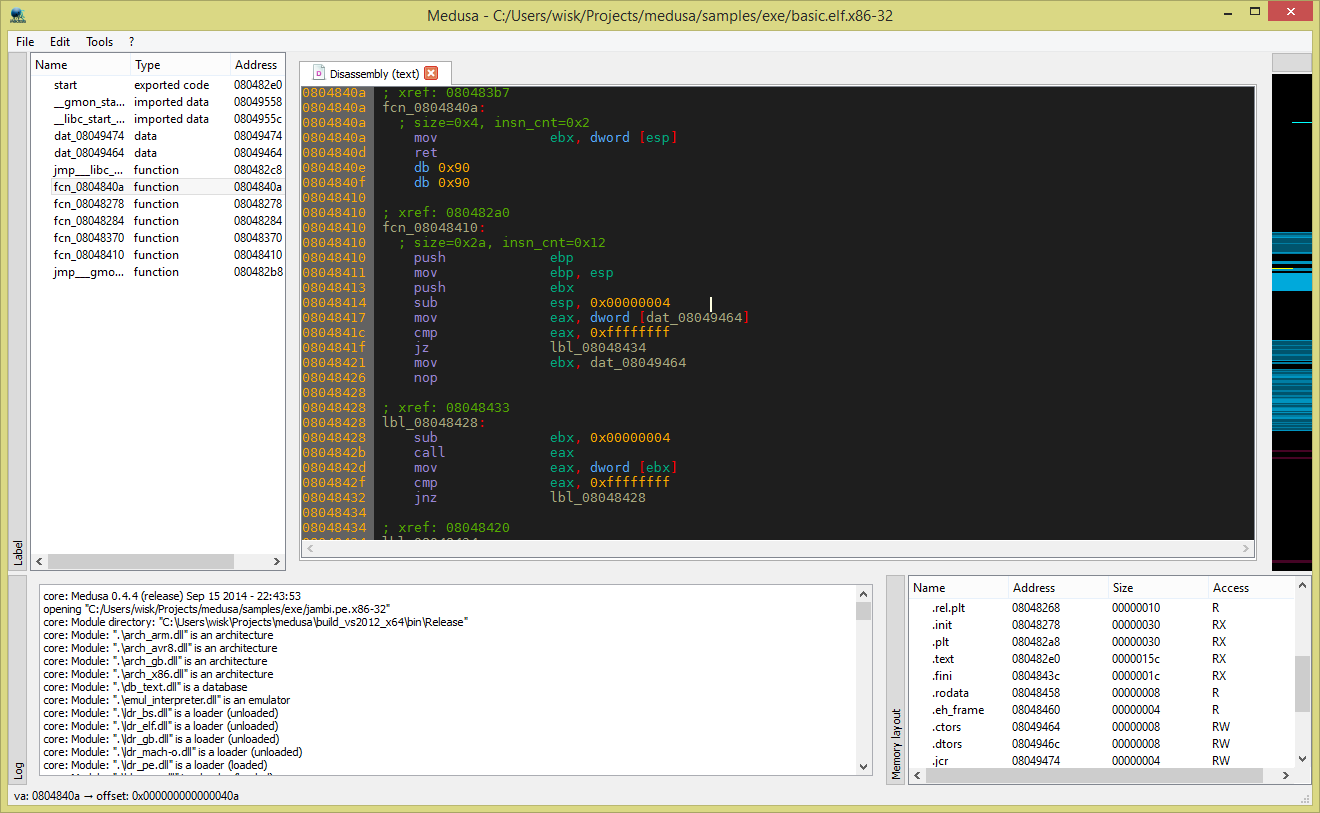 Medusa - C:/Users/wisk/Projects/medusa/samples/exe/basic.elf.x86-32
File Edit Tools ?
Label
Name Type Address
start exported code 080482e0
__gmon_sta... imported data 08049558
__libc_start_... imported data 0804955c
dat_08049474 data 08049474
dat_08049464 data 08049464
jmp___libc_... function 080482c8
fcn_0804840a function 0804840a
fcn_08048278 function 08048278
fcn_08048284 function 08048284
fcn_08048370 function 08048370
fcn_08048410 function 08048410
jmp___gmo... function 080482b8
Disassembly (text)
0804840a ; xref: 080483b7
0804840a fcn_0804840a:
0804840a ; size=0x4, insn_cnt=0x2
0804840a mov ebx, dword [esp]
0804840d ret
0804840e db 0x90
0804840f db 0x90
08048410
08048410 ; xref: 080482a0
08048410 fcn_08048410:
08048410 ; size=0x2a, insn_cnt=0x12
08048410 push ebp
08048411 mov ebp, esp
08048413 push ebx
08048414 sub esp, 0x00000004
08048417 mov eax, dword [dat_08049464]
0804841c cmp eax, 0xffffffff
0804841f jz lbl_08048434
08048421 mov ebx, dat_08049464
08048426 nop
08048428
08048428 ; xref: 08048433
08048428 lbl_08048428:
08048428 sub ebx, 0x00000004
0804842b call eax
0804842d mov eax, dword [ebx]
0804842f cmp eax, 0xffffffff
08048432 jnz lbl_08048428
08048434
08048434 ; xref: 08048420
Log
core: Medusa 0.4.4 (release) Sep 15 2014 - 22:43:53
opening "C:/Users/wisk/Projects/medusa/samples/exe/jambi.pe.x86-32"
core: Module directory: "C:\Users\wisk\Projects\medusa\build_vs2012_x64\bin\Release"
core: Module: ".\arch_arm.dll" is an architecture
core: Module: ".\arch_avr8.dll" is an architecture
core: Module: ".\arch_gb.dll" is an architecture
core: Module: ".\arch_x86.dll" is an architecture
core: Module: ".\db_text.dll" is a database
core: Module: ".\emul_interpreter.dll" is an emulator
core: Module: ".\ldr_bs.dll" is a loader (unloaded)
core: Module: ".\ldr_elf.dll" is a loader (unloaded)
core: Module: ".\ldr_gb.dll" is a loader (unloaded)
core: Module: ".\ldr_mach-o.dll" is a loader (unloaded)
core: Module: ".\ldr_pe.dll" is a loader (loaded)
Memory layout
Name Address Size Access
.rel.plt 08048268 00000010 R
.init 08048278 00000030 RX
.plt 080482a8 00000030 RX
.text 080482e0 0000015c RX
.fini 0804843c 0000001c RX
.rodata 08048458 00000008 R
.eh_frame 08048460 00000004 R
.ctors 08049464 00000008 RW
.dtors 0804946c 00000008 RW
.jcr 08049474 00000004 RW
va: 0804840a → offset: 0x000000000000040a